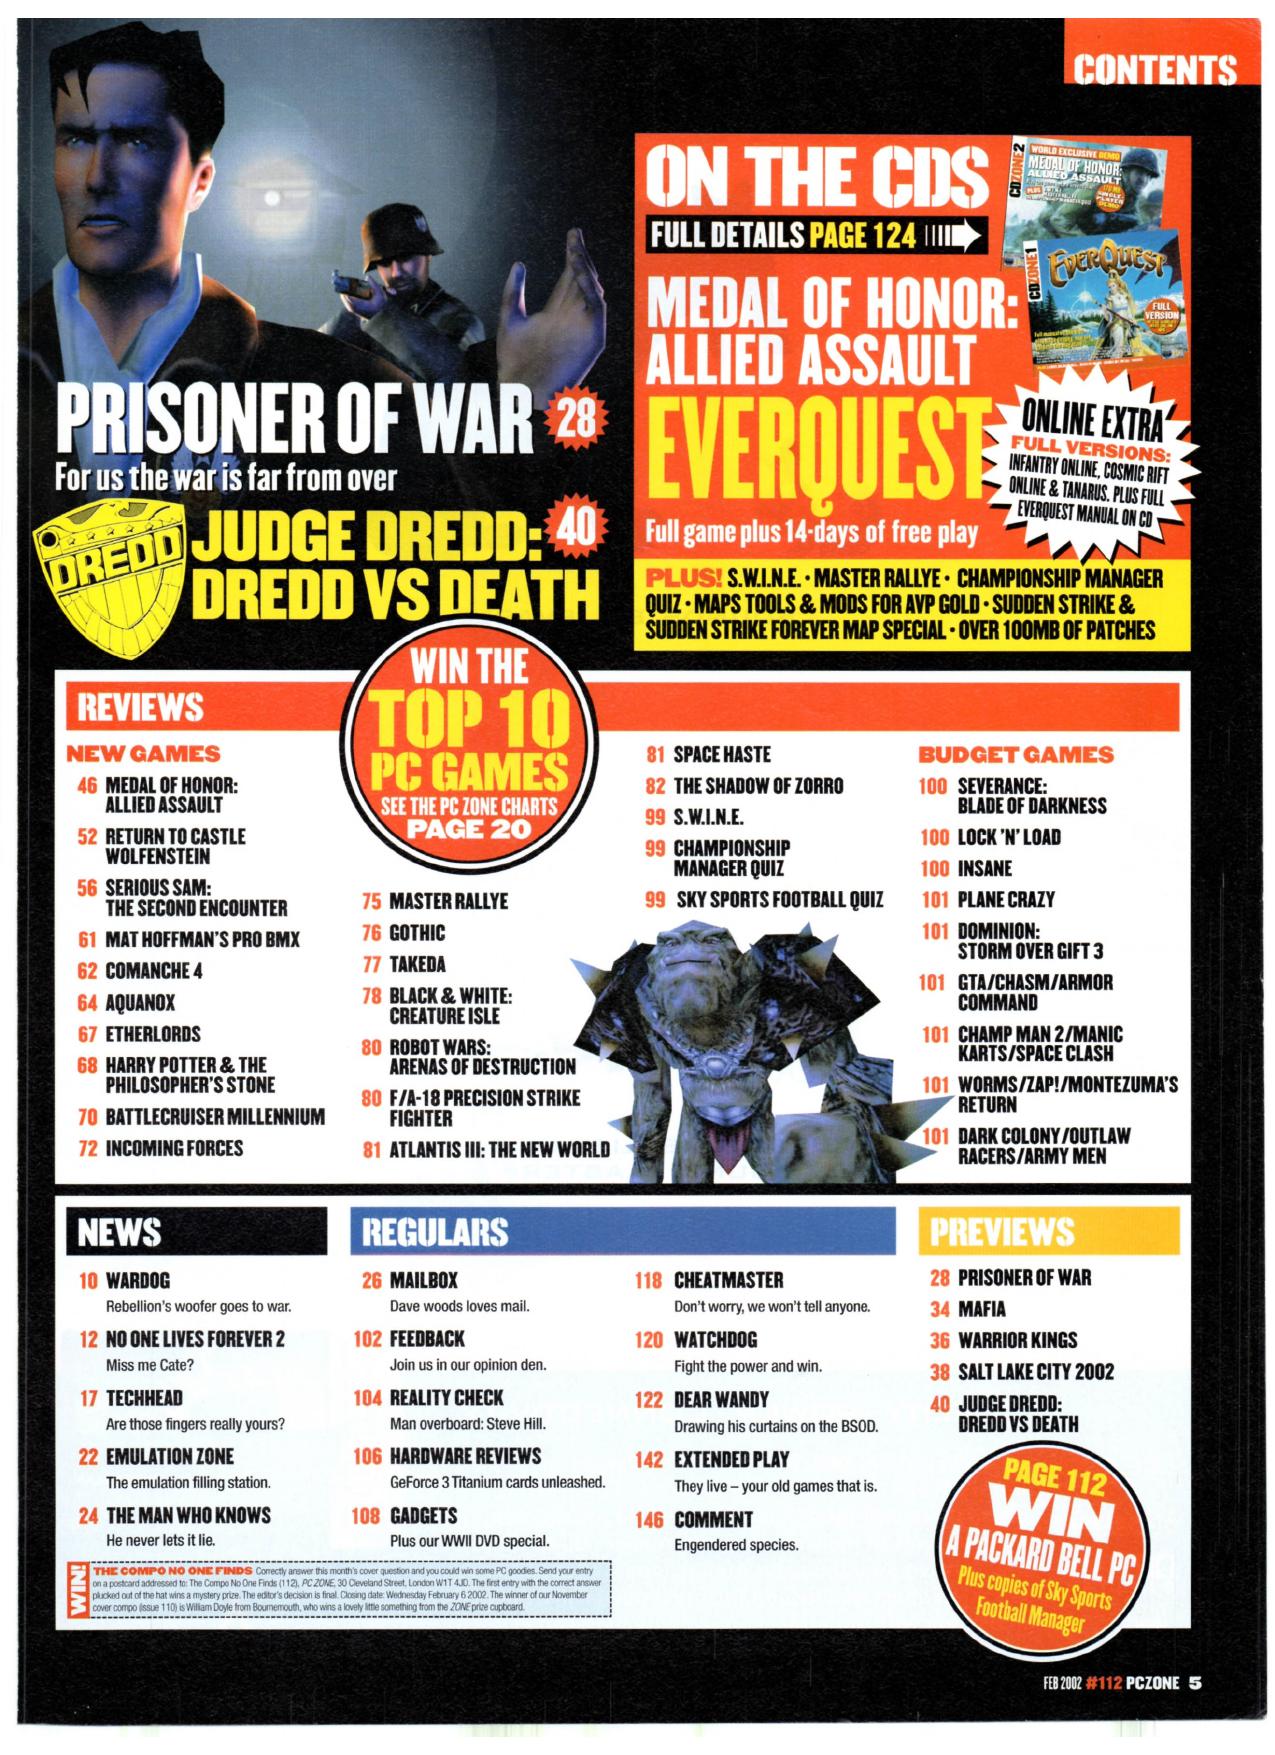 CONTENTS
PRISONER OF WAR 28
For us the war is far from over
DREDD
JUDGE DREDD: 40
DREDD VS DEATH
ON THE CDS
FULL DETAILS PAGE 124
MEDAL OF HONOR:
ALLIED ASSAULT
EVERQUEST
Full game plus 14-days of free play
CDZONE2
WORLD EXCLUSIVE DEMO
MEDAL OF HONOR:
ALLIED ASSAULT
CDZONE1
EVERQUEST
FULL
VERSION
ONLINE EXTRA
FULL VERSIONS:
INFANTRY ONLINE, COSMIC RIFT
ONLINE & TANARUS. PLUS FULL
EVERQUEST MANUAL ON CD
PLUS! S.W.I.N.E. • MASTER RALLYE • CHAMPIONSHIP MANAGER
QUIZ • MAPS TOOLS & MODS FOR AVP GOLD • SUDDEN STRIKE &
SUDDEN STRIKE FOREVER MAP SPECIAL • OVER 100MB OF PATCHES
REVIEWS
WIN THE
TOP 10
PC GAMES
SEE THE PC ZONE CHARTS
PAGE 20
NEW GAMES
46 MEDAL OF HONOR:
ALLIED ASSAULT
52 RETURN TO CASTLE
WOLFENSTEIN
56 SERIOUS SAM:
THE SECOND ENCOUNTER
61 MAT HOFFMAN'S PRO BMX
62 COMANCHE 4
64 AQUANOX
67 ETHERLORDS
68 HARRY POTTER & THE
PHILOSOPHER'S STONE
70 BATTLECRUISER MILLENNIUM
72 INCOMING FORCES
75 MASTER RALLYE
76 GOTHIC
77 TAKEDA
78 BLACK & WHITE:
CREATURE ISLE
80 ROBOT WARS:
ARENAS OF DESTRUCTION
80 F/A-18 PRECISION STRIKE
FIGHTER
81 ATLANTIS III: THE NEW WORLD
81 SPACE HASTE
82 THE SHADOW OF ZORRO
99 S.W.I.N.E.
99 CHAMPIONSHIP
MANAGER QUIZ
99 SKY SPORTS FOOTBALL QUIZ
BUDGET GAMES
100 SEVERANCE:
BLADE OF DARKNESS
100 LOCK 'N' LOAD
100 INSANE
101 PLANE CRAZY
101 DOMINION:
STORM OVER GIFT 3
101 GTA/CHASM/ARMOR
COMMAND
101 CHAMP MAN 2/MANIC
KARTS/SPACE CLASH
101 WORMS/ZAP!/MONTEZUMA'S
RETURN
101 DARK COLONY/OUTLAW
RACERS/ARMY MEN
NEWS
10 WARDOG
Rebellion's woofer goes to war.
12 NO ONE LIVES FOREVER 2
Miss me Cate?
17 TECHHEAD
Are those fingers really yours?
22 EMULATION ZONE
The emulation filling station.
24 THE MAN WHO KNOWS
He never lets it lie.
REGULARS
26 MAILBOX
Dave woods loves mail.
102 FEEDBACK
Join us in our opinion den.
104 REALITY CHECK
Man overboard: Steve Hill.
106 HARDWARE REVIEWS
GeForce 3 Titanium cards unleashed.
108 GADGETS
Plus our WWII DVD special.
118 CHEATMASTER
Don't worry, we won't tell anyone.
120 WATCHDOG
Fight the power and win.
122 DEAR WANDY
Drawing his curtains on the BSOD.
142 EXTENDED PLAY
They live – your old games that is.
146 COMMENT
Engendered species.
PREVIEWS
28 PRISONER OF WAR
34 MAFIA
36 WARRIOR KINGS
38 SALT LAKE CITY 2002
40 JUDGE DREDD:
DREDD VS DEATH
PAGE 112
WIN
A PACKARD BELL PC
Plus copies of Sky Sports
Football Manager
WIN!
THE COMPO NO ONE FINDS Correctly answer this month's cover question and you could win some PC goodies. Send your entry
on a postcard addressed to: The Compo No One Finds (112), PC ZONE, 30 Cleveland Street, London W1T 4JD. The first entry with the correct answer
plucked out of the hat wins a mystery prize. The editor's decision is final. Closing date: Wednesday February 6 2002. The winner of our November
cover compo (issue 110) is William Doyle from Bournemouth, who wins a lovely little something from the ZONE prize cupboard.
FEB 2002 #112 PCZONE 5